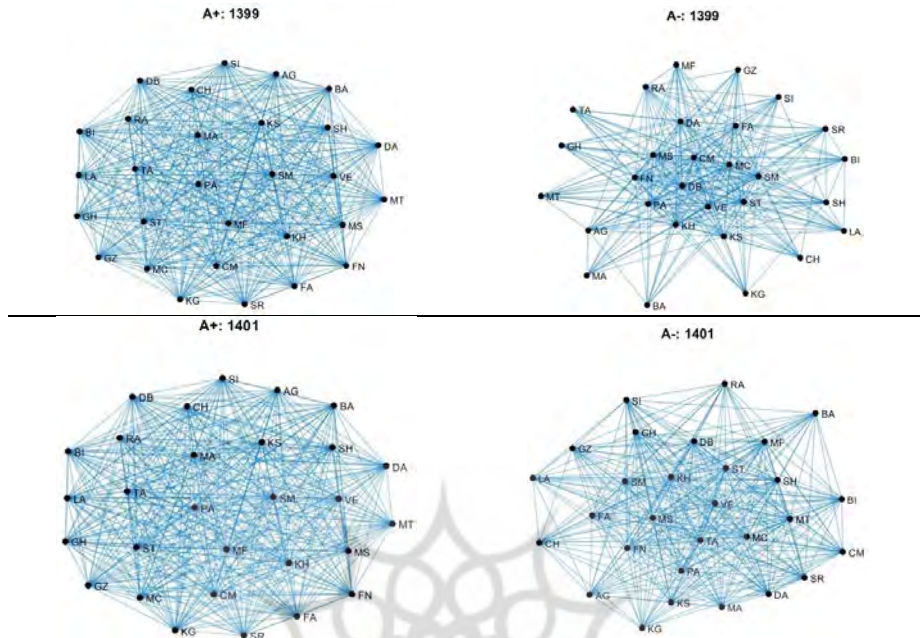 A+: 1399
SI
AG
DB
CH
BA
RA
KS
SH
BI
MA
DA
TA
SM
VE
LA
PA
MT
GH
ST
MF
MS
KH
GZ
MC
CM
FN
FA
KG
SR
A-: 1399
MF
GZ
RA
SI
TA
DA
FA
SR
GH
MS
CM
MC
BI
FN
SM
DB
MT
PA
VE
ST
SH
AG
KH
KS
LA
MA
CH
BA
KG
A+: 1401
SI
AG
DB
CH
BA
RA
KS
SH
BI
MA
DA
TA
SM
VE
LA
PA
MT
GH
ST
MF
MS
KH
GZ
MC
CM
FN
FA
KG
SR
A-: 1401
RA
SI
BA
GH
DB
MF
GZ
ST
LA
SM
KH
SH
VE
BI
FA
MS
MT
CH
FN
TA
MC
CM
PA
SR
AG
KS
MA
DA
KG